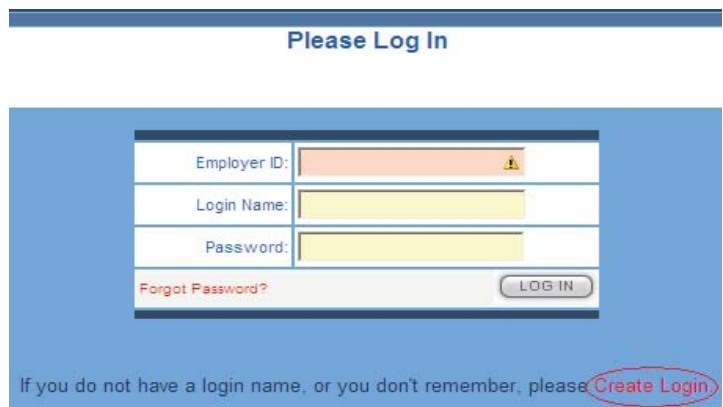 Please Log In
Employer ID:
Login Name:
Password:
Forgot Password? LOG IN
If you do not have a login name, or you don't remember, please Create Login